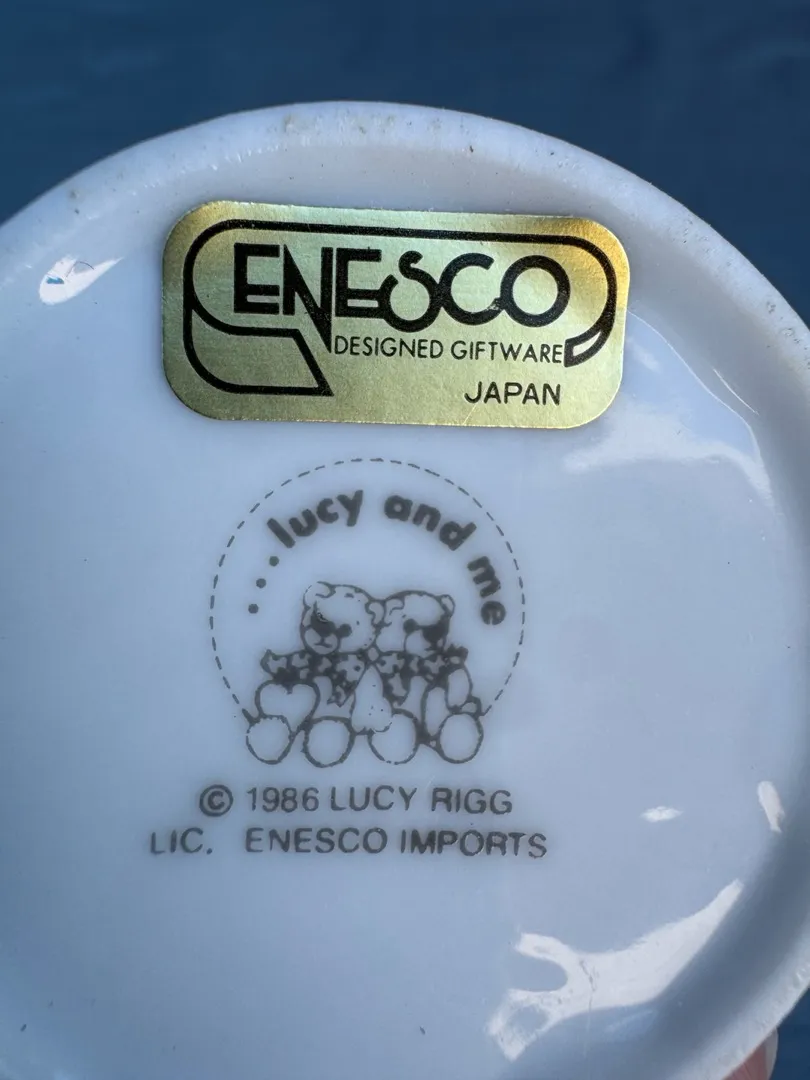 ENESCO
DESIGNED GIFTWARE
JAPAN
...lucy and me
© 1986 LUCY RIGG
LIC. ENESCO IMPORTS